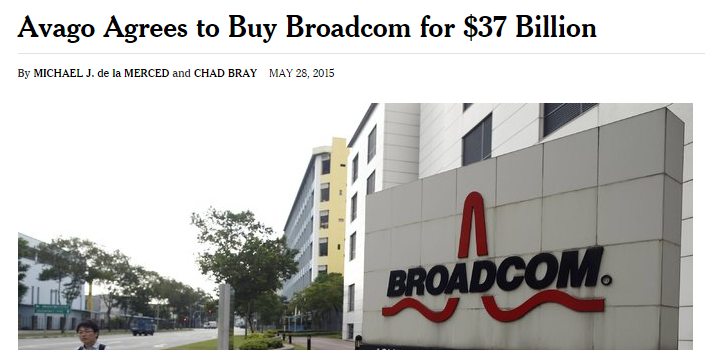 Avago Agrees to Buy Broadcom for $37 Billion
By MICHAEL J. de la MERCED and CHAD BRAY MAY 28, 2015
BROADCOM.